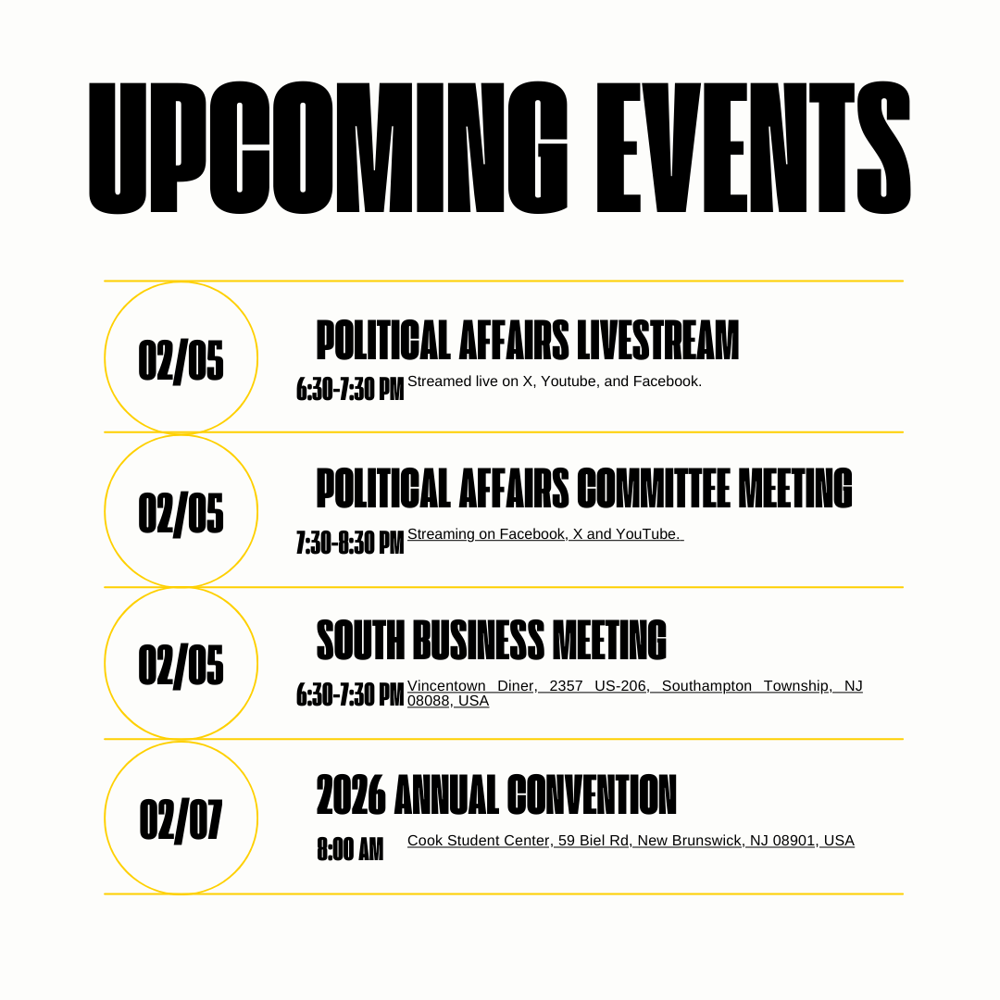 UPCOMING EVENTS
02/05
POLITICAL AFFAIRS LIVESTREAM
6:30-7:30 PM Streamed live on X, Youtube, and Facebook.
02/05
POLITICAL AFFAIRS COMMITTEE MEETING
7:30-8:30 PM Streaming on Facebook, X and YouTube.
02/05
SOUTH BUSINESS MEETING
6:30-7:30 PM Vincentown Diner, 2357 US-206, Southampton Township, NJ
08088, USA
02/07
2026 ANNUAL CONVENTION
8:00 AM Cook Student Center, 59 Biel Rd, New Brunswick, NJ 08901, USA